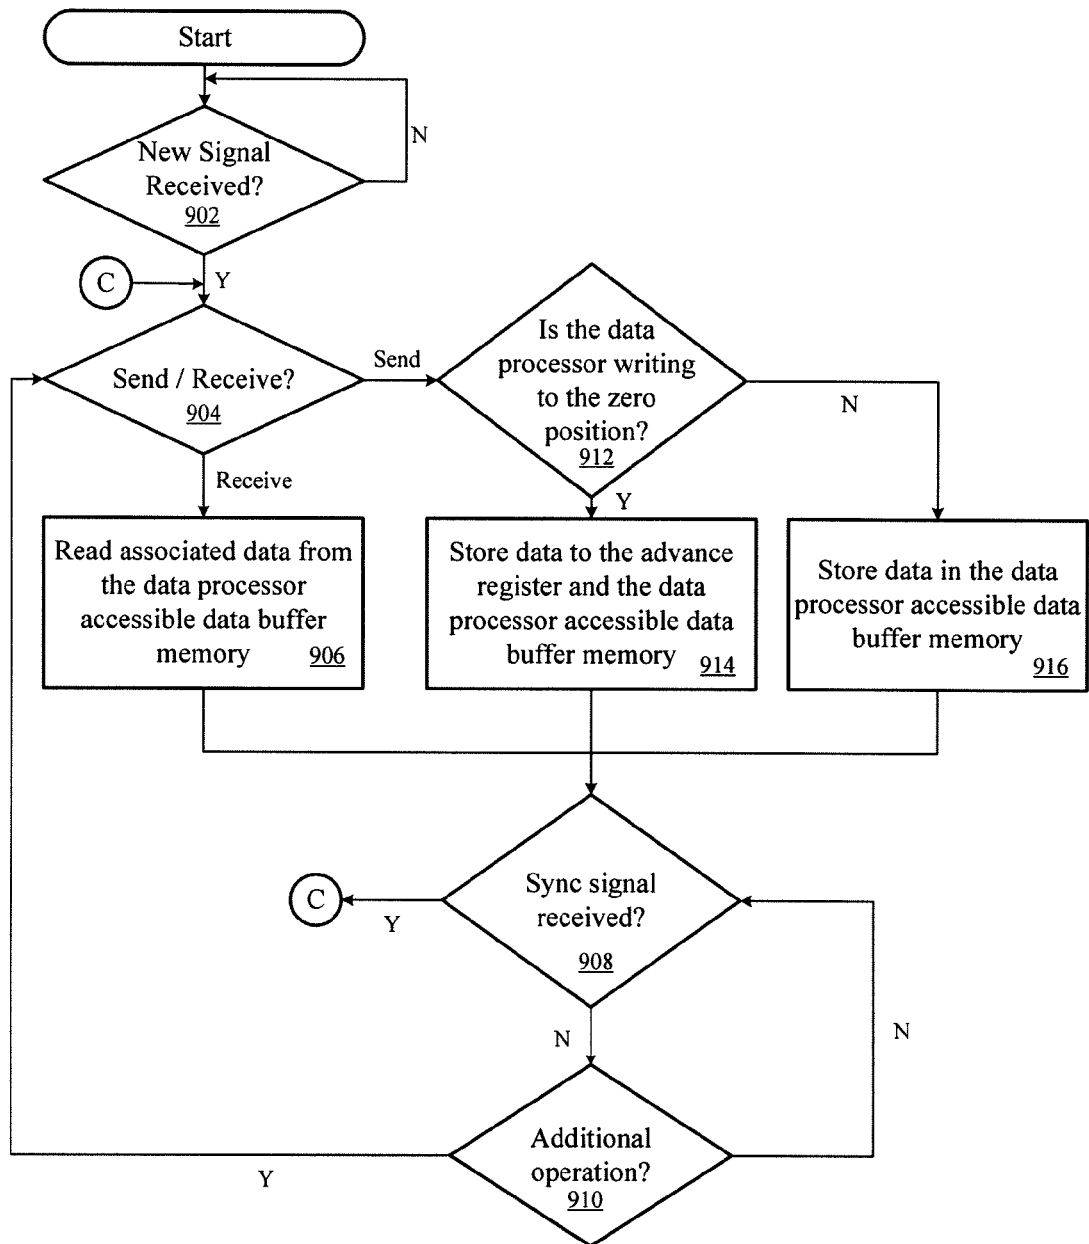 Start
N
New Signal
Received?
902
C
Y
Send / Receive?
904
Send
Is the data
processor writing
to the zero
position?
912
N
Receive
Y
Read associated data from
the data processor
accessible data buffer
memory 906
Store data to the advance
register and the data
processor accessible data
buffer memory 914
Store data in the data
processor accessible data
buffer memory
916
Sync signal
received?
908
C
Y
N
N
Additional
operation?
910
Y